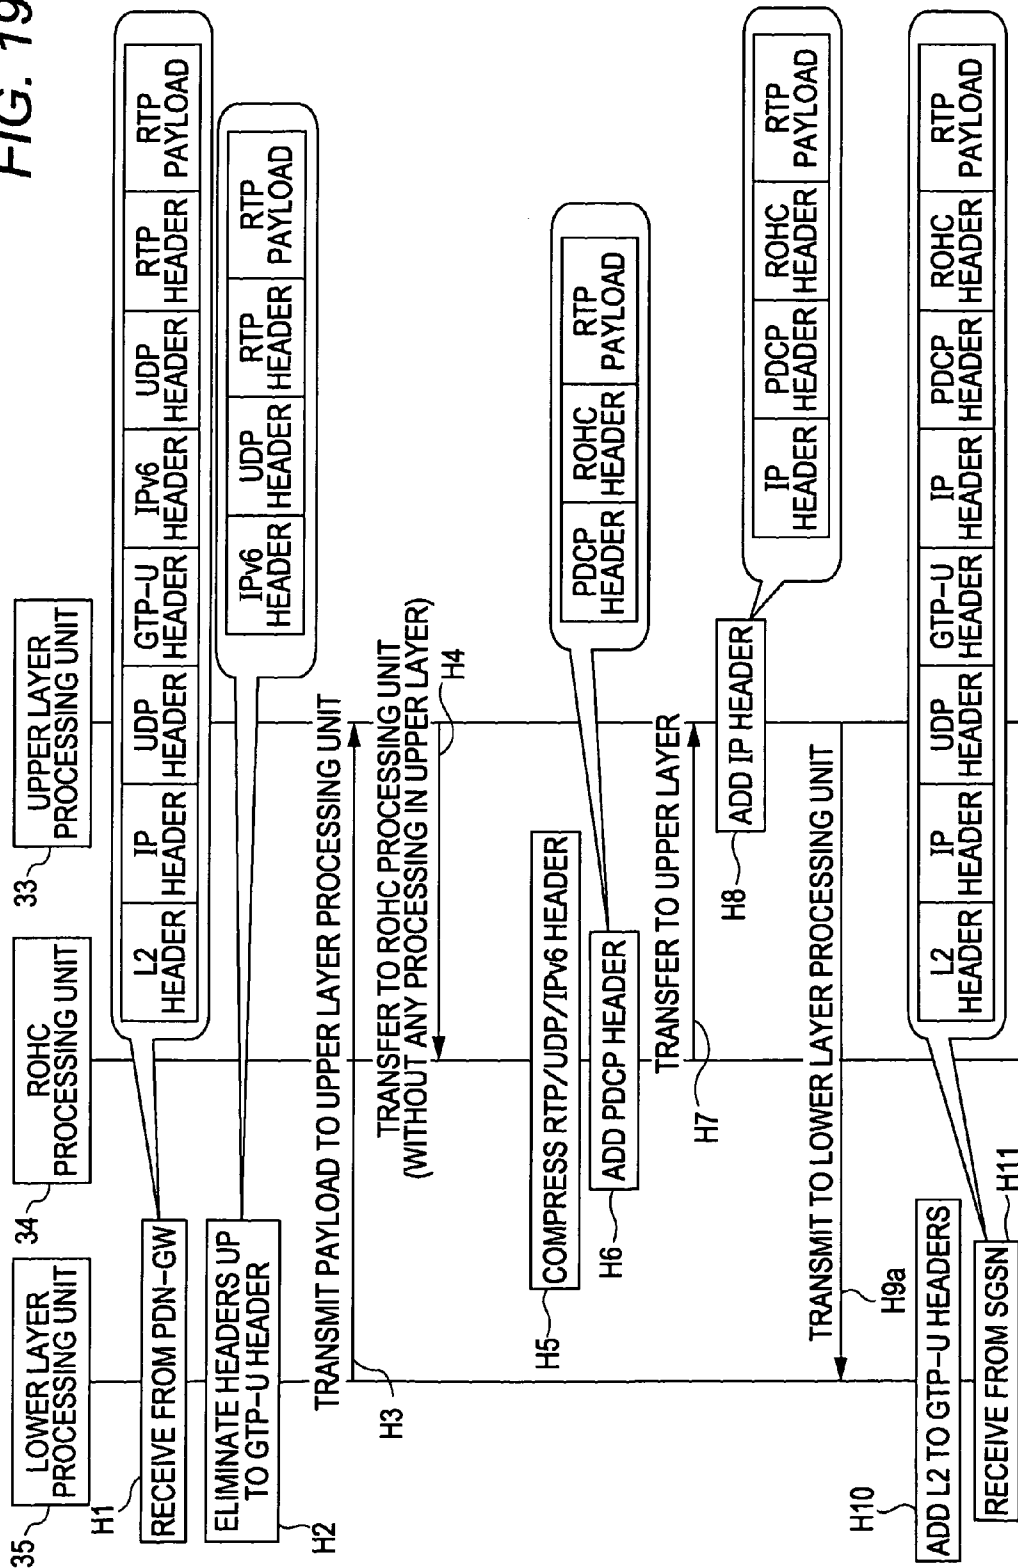 FIG. 19
35
LOWER LAYER
PROCESSING UNIT
34
ROHC
PROCESSING UNIT
33
UPPER LAYER
PROCESSING UNIT
H1
RECEIVE FROM PDN-GW
L2
HEADER
IP
HEADER
UDP
HEADER
GTP-U
HEADER
IPv6
HEADER
UDP
HEADER
RTP
HEADER
RTP
PAYLOAD
ELIMINATE HEADERS UP
TO GTP-U HEADER
H2
IPv6
HEADER
UDP
HEADER
RTP
HEADER
RTP
PAYLOAD
TRANSMIT PAYLOAD TO UPPER LAYER PROCESSING UNIT
H3
TRANSFER TO ROHC PROCESSING UNIT
(WITHOUT ANY PROCESSING IN UPPER LAYER)
H4
H5
COMPRESS RTP/UDP/IPv6 HEADER
H6
ADD PDCP HEADER
PDCP
HEADER
ROHC
HEADER
RTP
PAYLOAD
TRANSFER TO UPPER LAYER
H7
H8
ADD IP HEADER
IP
HEADER
PDCP
HEADER
ROHC
HEADER
RTP
PAYLOAD
TRANSMIT TO LOWER LAYER PROCESSING UNIT
H9a
H10
ADD L2 TO GTP-U HEADERS
RECEIVE FROM SGSN
H11
L2
HEADER
IP
HEADER
UDP
HEADER
GTP-U
HEADER
IP
HEADER
PDCP
HEADER
ROHC
HEADER
RTP
PAYLOAD